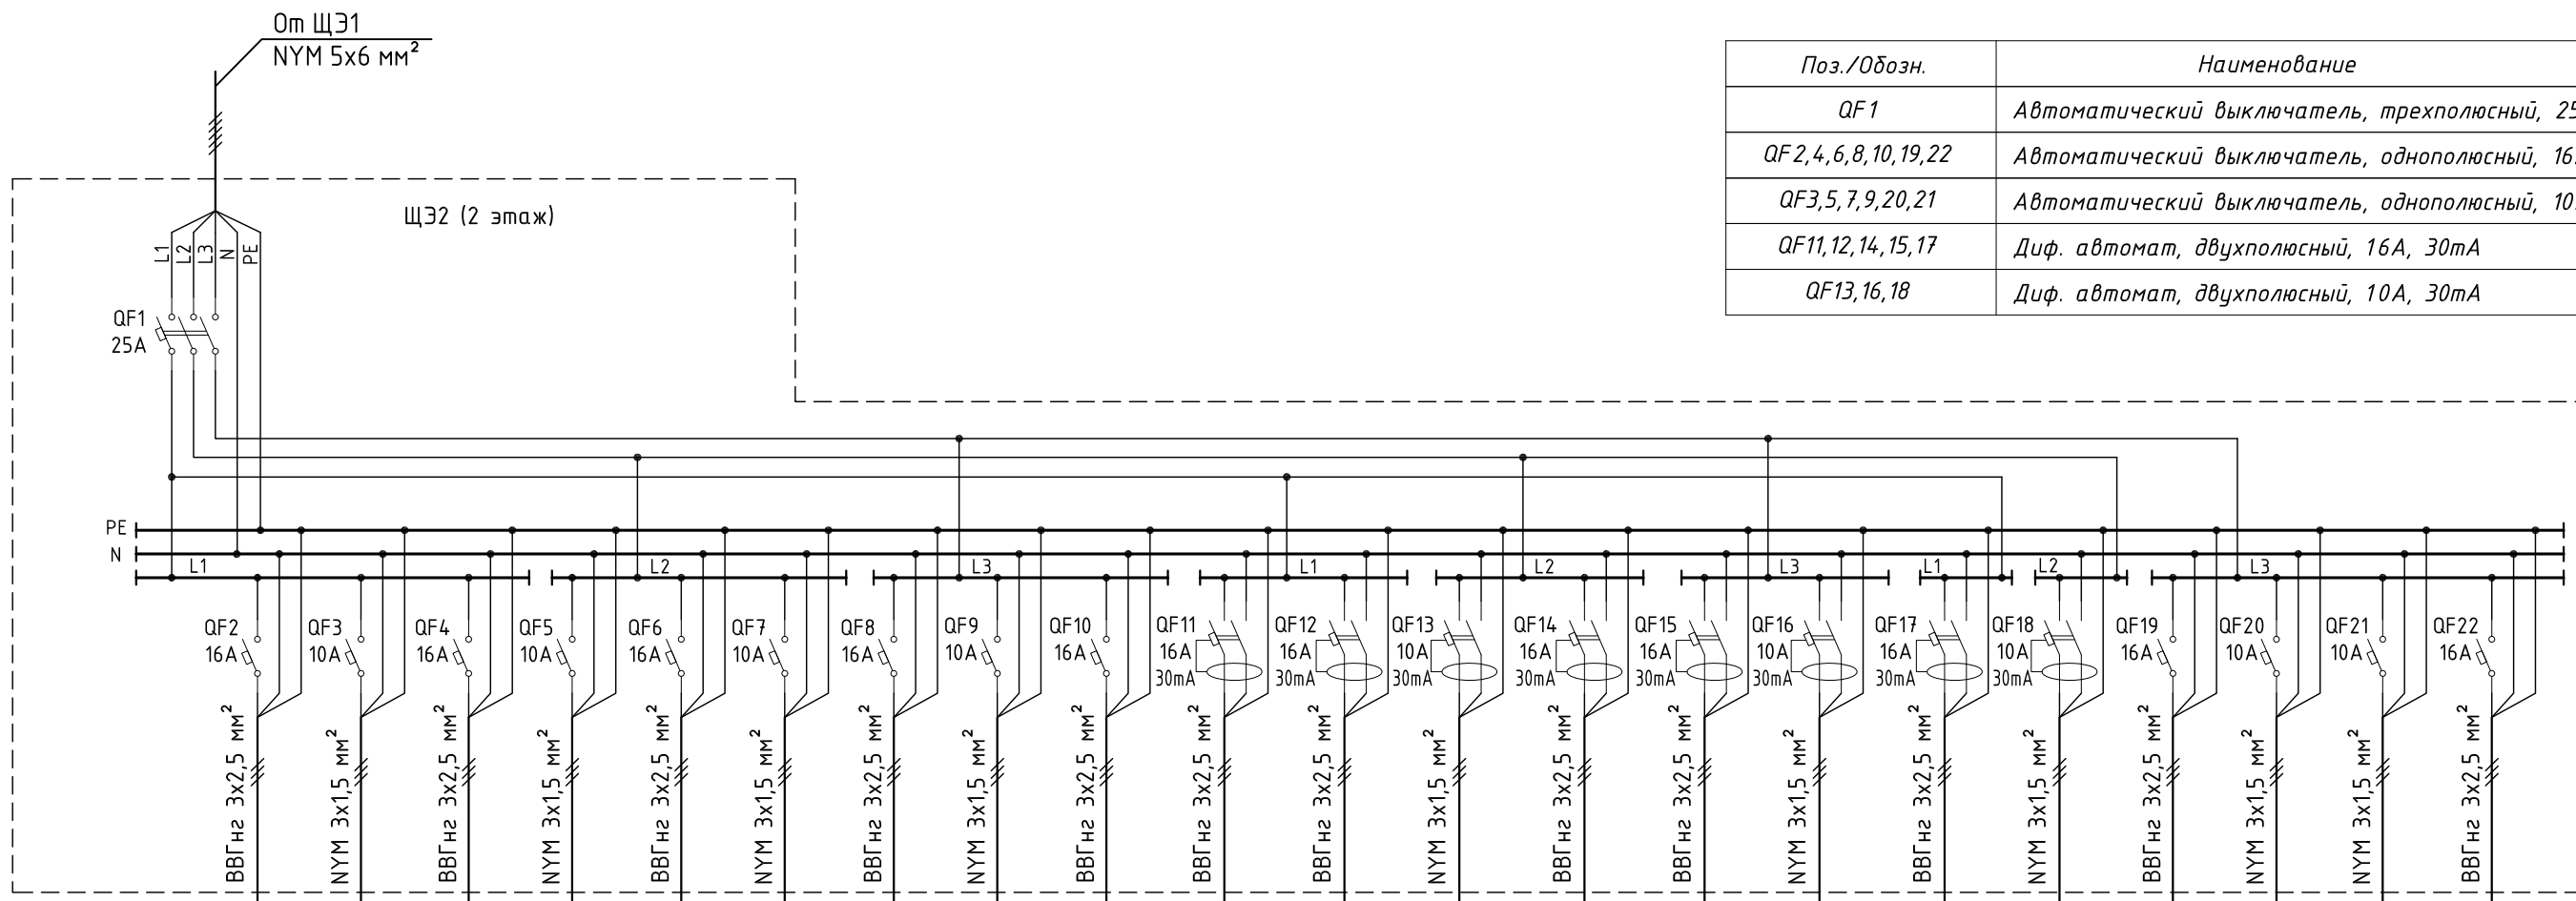 От ЩЭ1
NYM 5х6 мм²
Поз./Обозн. Наименование
QF1 Автоматический выключатель, трехполюсный, 25
QF2,4,6,8,10,19,22 Автоматический выключатель, однополюсный, 16
QF3,5,7,9,20,21 Автоматический выключатель, однополюсный, 10
QF11,12,14,15,17 Диф. автомат, двухполюсный, 16А, 30mA
QF13,16,18 Диф. автомат, двухполюсный, 10А, 30mA
ЩЭ2 (2 этаж)
L1
L2
L3
N
PE
QF1
25А
PE
N
L1 L2 L3 L1 L2 L3 L1 L2 L3
QF2
16А
QF3
10А
QF4
16А
QF5
10А
QF6
16А
QF7
10А
QF8
16А
QF9
10А
QF10
16А
QF11
16А
30mA
QF12
16А
30mA
QF13
10А
30mA
QF14
16А
30mA
QF15
16А
30mA
QF16
10А
30mA
QF17
16А
30mA
QF18
10А
30mA
QF19
16А
QF20
10А
QF21
10А
QF22
16А
ВВГнг 3х2,5 мм²
NYM 3х1,5 мм²
ВВГнг 3х2,5 мм²
NYM 3х1,5 мм²
ВВГнг 3х2,5 мм²
NYM 3х1,5 мм²
ВВГнг 3х2,5 мм²
NYM 3х1,5 мм²
ВВГнг 3х2,5 мм²
ВВГнг 3х2,5 мм²
ВВГнг 3х2,5 мм²
NYM 3х1,5 мм²
ВВГнг 3х2,5 мм²
ВВГнг 3х2,5 мм²
NYM 3х1,5 мм²
ВВГнг 3х2,5 мм²
NYM 3х1,5 мм²
ВВГнг 3х2,5 мм²
NYM 3х1,5 мм²
NYM 3х1,5 мм²
ВВГнг 3х2,5 мм²